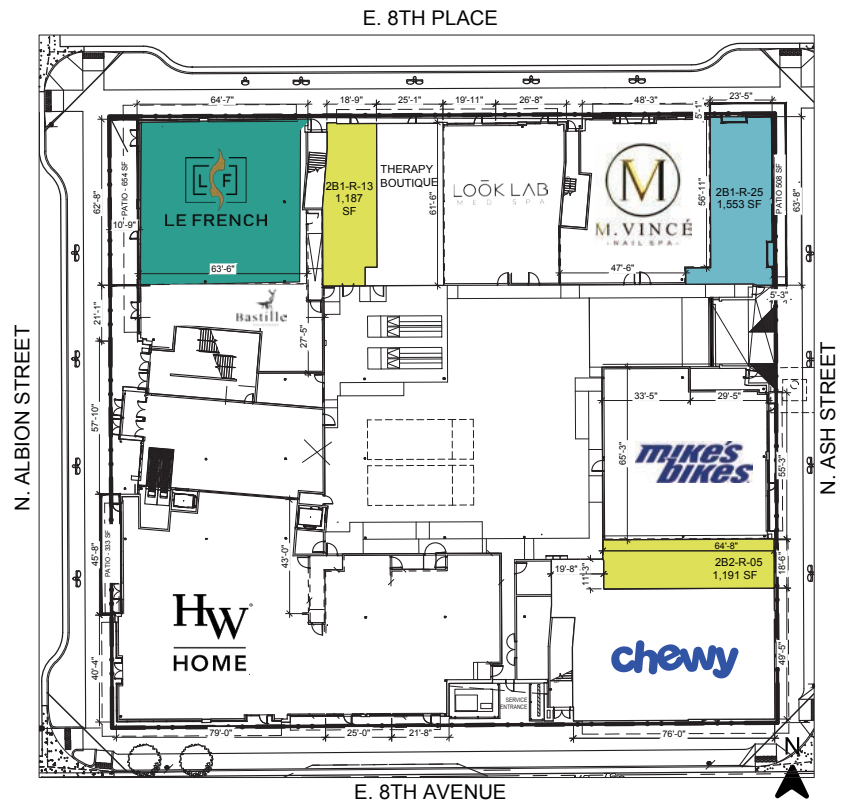 E. 8TH PLACE
64'-7"
18'-9"
25'-1"
19'-11"
26'-8"
48'-3"
5'-1"
23'-5"
62'-8"
PATIO - 654 SF
10'-9"
LCF
LE FRENCH
63'-6"
2B1-R-13
1,187
SF
THERAPY
BOUTIQUE
61'-6"
LOOK LAB
MED SPA
M
M. VINCÉ
- NAIL SPA -
47'-6"
56'-11"
2B1-R-25
1,553 SF
PATIO 508 SF
63'-8"
5'-3"
21'-1"
Bastille
27'-5"
N. ALBION STREET
N. ASH STREET
57'-10"
33'-5"
29'-5"
65'-3"
mike's
bikes
55'-3"
45'-8"
PATIO - 333 SF
43'-0"
64'-8"
19'-8"
11'-3"
2B2-R-05
1,191 SF
18'-6"
HW
HOME
40'-4"
chewy
49'-5"
SERVICE
ENTRANCE
79'-0"
25'-0"
21'-8"
76'-0"
N
E. 8TH AVENUE